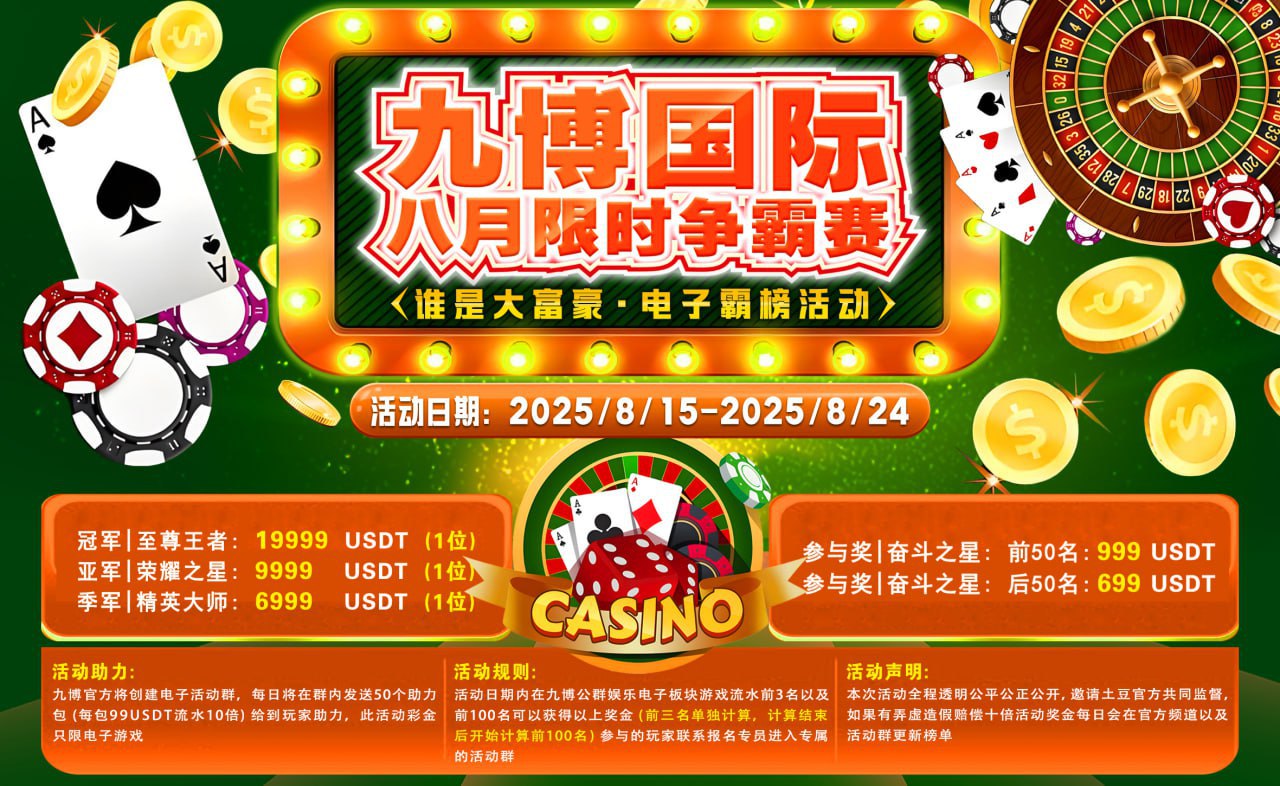 九博国际
八月限时争霸赛
〈谁是大富豪·电子霸榜活动〉
活动日期：2025/8/15-2025/8/24
冠军|至尊王者：19999 USDT (1位)
亚军|荣耀之星：9999 USDT (1位)
季军|精英大师：6999 USDT (1位)
CASINO
参与奖|奋斗之星：前50名：999 USDT
参与奖|奋斗之星：后50名：699 USDT
活动助力：
九博官方将创建电子活动群，每日将在群内发送50个助力
包 (每包99USDT流水10倍) 给到玩家助力，此活动彩金
只限电子游戏
活动规则：
活动日期内在九博公群娱乐电子板块游戏流水前3名以及
前100名可以获得以上奖金 (前三名单独计算，计算结束
后开始计算前100名) 参与的玩家联系报名专员进入专属
的活动群
活动声明：
本次活动全程透明公平公正公开, 邀请土豆官方共同监督,
如果有弄虚造假赔偿十倍活动奖金每日会在官方频道以及
活动群更新榜单